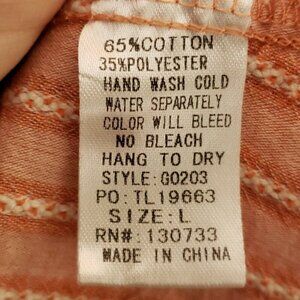 65%COTTON
35%POLYESTER
HAND WASH COLD
WATER SEPARATELY
COLOR WILL BLEED
NO BLEACH
HANG TO DRY
STYLE:G0203
PO:TL19663
SIZE:L
RN#:130733
MADE IN CHINA